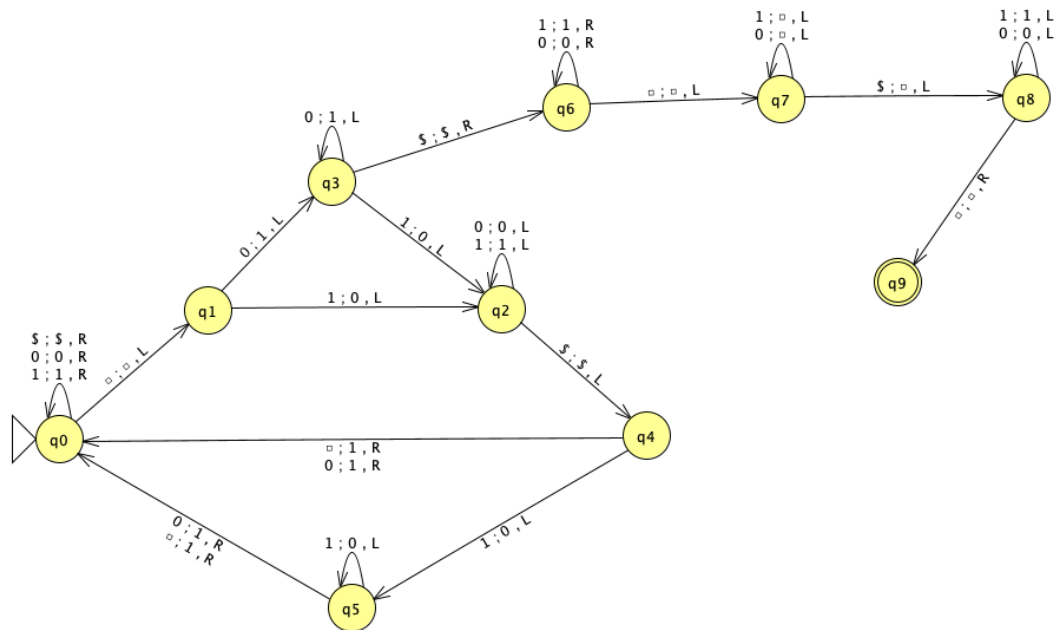 1 ; 1 , R
0 ; 0 , R
q6
□ ; □ , L
1 ; □ , L
0 ; □ , L
q7
$ ; □ , L
1 ; 1 , L
0 ; 0 , L
q8
0 ; 1 , L
q3
$ ; $ , R
1 ; 0 , L
0 ; 1 , L
0 ; 0 , L
1 ; 1 , L
q2
□ ; □ , R
q9
q1
1 ; 0 , L
$ ; $ , R
0 ; 0 , R
1 ; 1 , R
q0
□ ; □ , L
$ ; $ , L
q4
□ ; 1 , R
0 ; 1 , R
0 ; 1 , R
□ ; 1 , R
1 ; 0 , L
1 ; 0 , L
q5